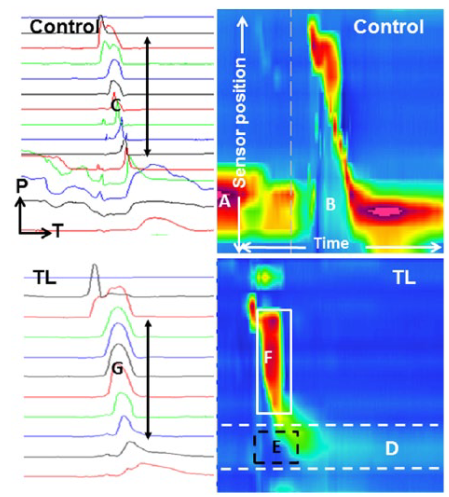 Control
C
P
T
Control
Sensor position
A
B
Time
TL
G
TL
F
E
D